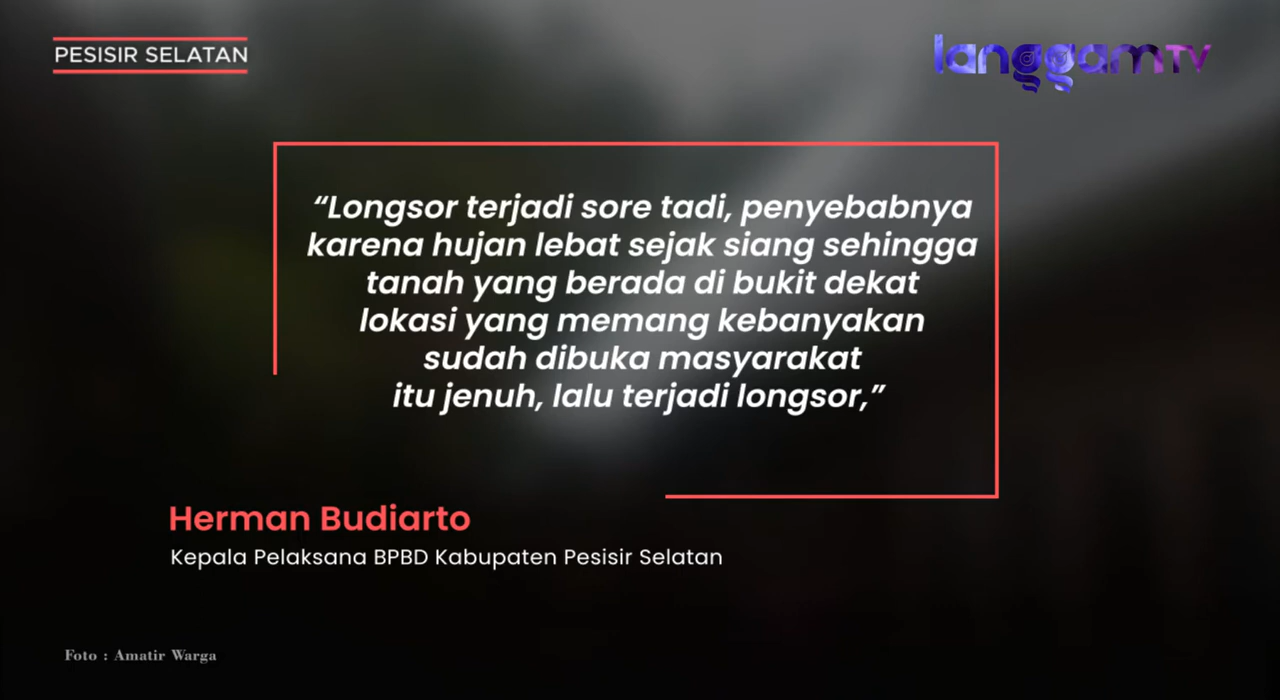 PESISIR SELATAN
langgamTV
“Longsor terjadi sore tadi, penyebabnya
karena hujan lebat sejak siang sehingga
tanah yang berada di bukit dekat
lokasi yang memang kebanyakan
sudah dibuka masyarakat
itu jenuh, lalu terjadi longsor,”
Herman Budiarto
Kepala Pelaksana BPBD Kabupaten Pesisir Selatan
Foto : Amatir Warga